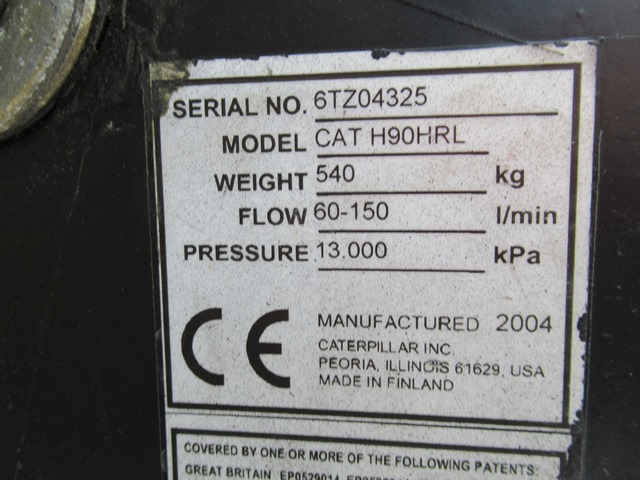 SERIAL NO. 6TZ04325
MODEL CAT H90HRL
WEIGHT 540 kg
FLOW 60-150 l/min
PRESSURE 13.000 kPa
CE MANUFACTURED 2004
CATERPILLAR INC.
PEORIA, ILLINOIS 61629, USA
MADE IN FINLAND
COVERED BY ONE OR MORE OF THE FOLLOWING PATENTS:
GREAT BRITAIN EP0529014